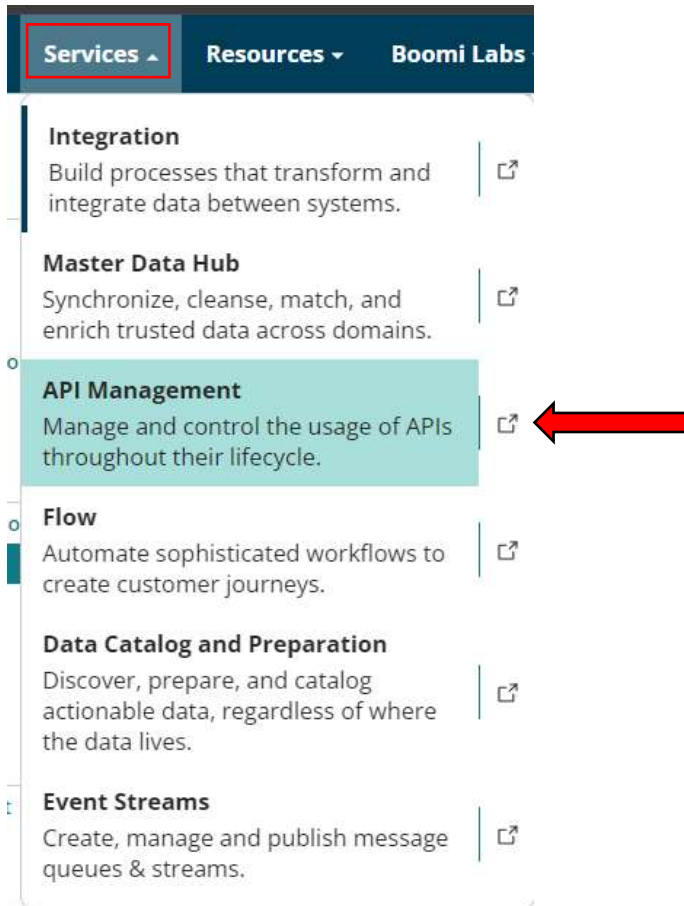 Services Resources Boomi Labs
Integration
Build processes that transform and
integrate data between systems.
Master Data Hub
Synchronize, cleanse, match, and
enrich trusted data across domains.
o
API Management
Manage and control the usage of APIs
throughout their lifecycle.
o
Flow
Automate sophisticated workflows to
create customer journeys.
Data Catalog and Preparation
Discover, prepare, and catalog
actionable data, regardless of where
the data lives.
t
Event Streams
Create, manage and publish message
queues & streams.